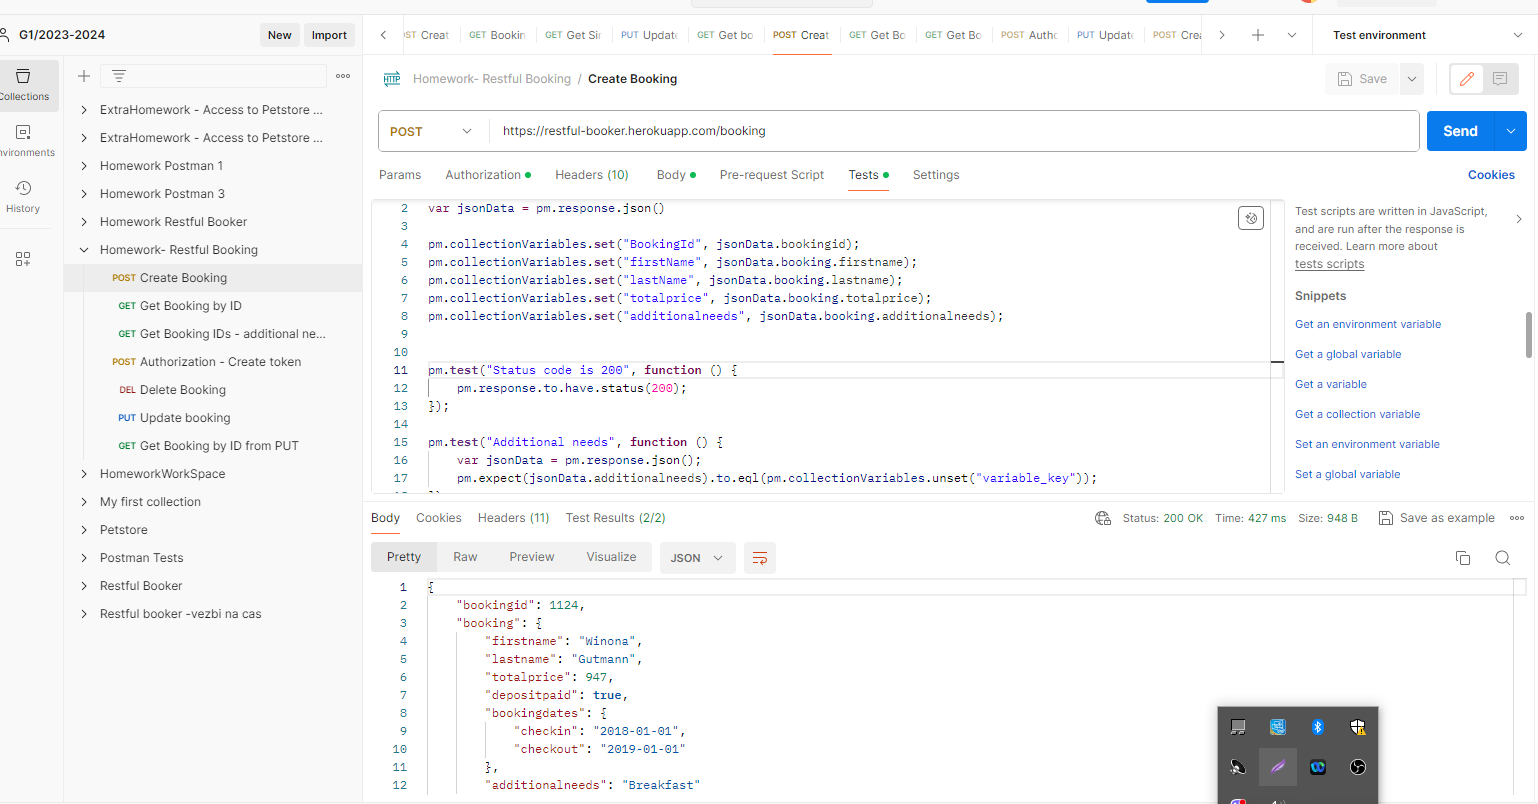 G1/2023-2024
New
Import
Collections
Environments
History
ExtraHomework - Access to Petstore ...
ExtraHomework - Access to Petstore ...
Homework Postman 1
Homework Postman 3
Homework Restful Booker
Homework- Restful Booking
POST Create Booking
GET Get Booking by ID
GET Get Booking IDs - additional ne...
POST Authorization - Create token
DEL Delete Booking
PUT Update booking
GET Get Booking by ID from PUT
HomeworkWorkSpace
My first collection
Petstore
Postman Tests
Restful Booker
Restful booker -vezbi na cas
OST Creat
GET Bookin
GET Get Sin
PUT Update
GET Get bo
POST Creat
GET Get Bo
GET Get Bo
POST Autho
PUT Update
POST Crea
Test environment
HTTP Homework- Restful Booking / Create Booking
Save
POST https://restful-booker.herokuapp.com/booking
Send
Params Authorization Headers (10) Body Pre-request Script Tests Settings
Cookies
2 var jsonData = pm.response.json()
3
4 pm.collectionVariables.set("BookingId", jsonData.bookingid);
5 pm.collectionVariables.set("firstName", jsonData.booking.firstname);
6 pm.collectionVariables.set("lastName", jsonData.booking.lastname);
7 pm.collectionVariables.set("totalprice", jsonData.booking.totalprice);
8 pm.collectionVariables.set("additionalneeds", jsonData.booking.additionalneeds);
9
10
11 pm.test("Status code is 200", function () {
12 pm.response.to.have.status(200);
13 });
14
15 pm.test("Additional needs", function () {
16 var jsonData = pm.response.json();
17 pm.expect(jsonData.additionalneeds).to.eql(pm.collectionVariables.unset("variable_key"));
Test scripts are written in JavaScript,
and are run after the response is
received. Learn more about
tests scripts
Snippets
Get an environment variable
Get a global variable
Get a variable
Get a collection variable
Set an environment variable
Set a global variable
Body Cookies Headers (11) Test Results (2/2)
Status: 200 OK Time: 427 ms Size: 948 B Save as example
Pretty Raw Preview Visualize JSON
1 {
2 "bookingid": 1124,
3 "booking": {
4 "firstname": "Winona",
5 "lastname": "Gutmann",
6 "totalprice": 947,
7 "depositpaid": true,
8 "bookingdates": {
9 "checkin": "2018-01-01",
10 "checkout": "2019-01-01"
11 },
12 "additionalneeds": "Breakfast"